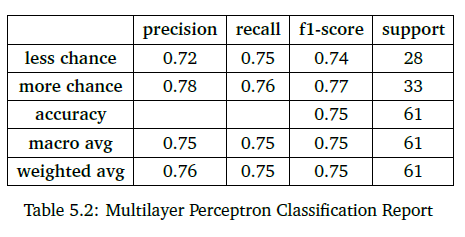 precision recall f1-score support
less chance 0.72 0.75 0.74 28
more chance 0.78 0.76 0.77 33
accuracy 0.75 61
macro avg 0.75 0.75 0.75 61
weighted avg 0.76 0.75 0.75 61
Table 5.2: Multilayer Perceptron Classification Report